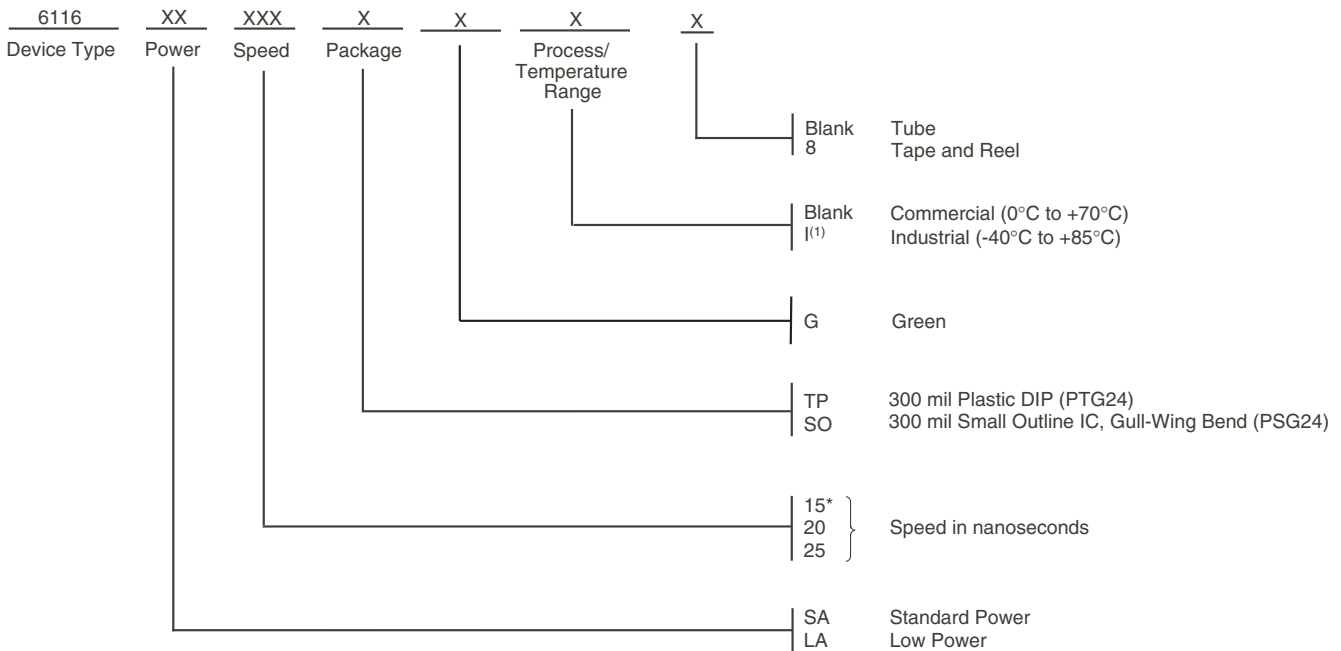 6116 XX XXX X X X X
Device Type Power Speed Package Process/
Temperature
Range
Blank Tube
8 Tape and Reel
Blank Commercial (0°C to +70°C)
I(1) Industrial (-40°C to +85°C)
G Green
TP 300 mil Plastic DIP (PTG24)
SO 300 mil Small Outline IC, Gull-Wing Bend (PSG24)
15*
20 Speed in nanoseconds
25
SA Standard Power
LA Low Power